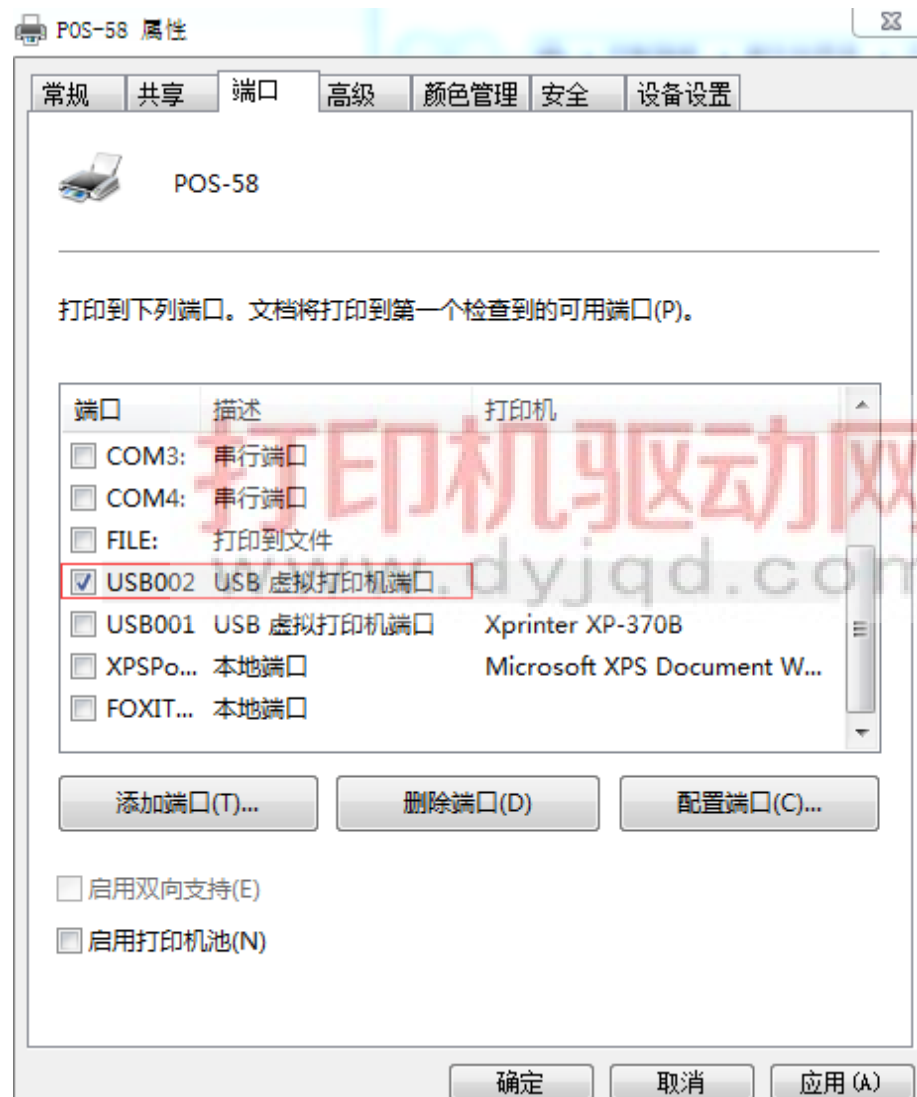 POS-58 属性
常规 共享 端口 高级 颜色管理 安全 设备设置
POS-58
打印到下列端口。文档将打印到第一个检查到的可用端口(P)。
端口 描述 打印机
COM3: 串行端口
COM4: 串行端口
FILE: 打印到文件
USB002 USB 虚拟打印机端口
USB001 USB 虚拟打印机端口 Xprinter XP-370B
XPSPo... 本地端口 Microsoft XPS Document W...
FOXIT... 本地端口
打印机驱动网
www.dyjqd.com
添加端口(T)... 删除端口(D) 配置端口(C)...
启用双向支持(E)
启用打印机池(N)
确定 取消 应用(A)